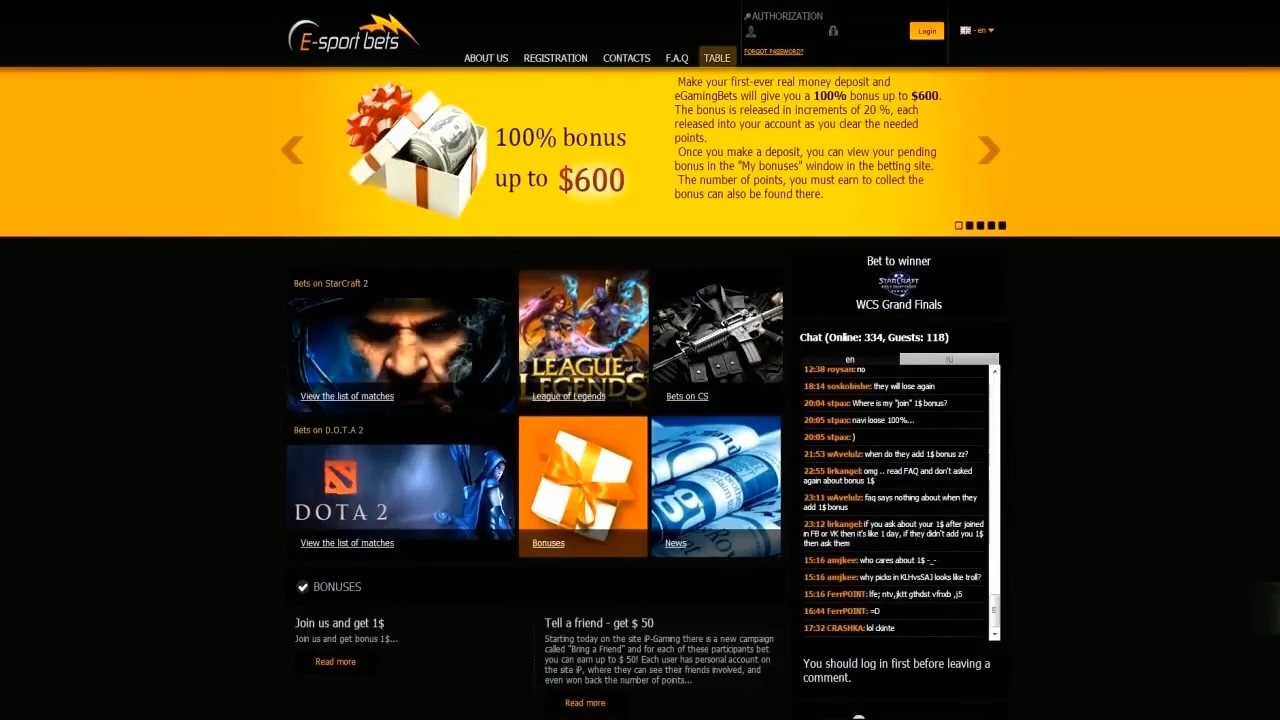 E-sport bets
AUTHORIZATION
Login
- en
FORGOT PASSWORD?
ABOUT US
REGISTRATION
CONTACTS
F.A.Q
TABLE
100% bonus
up to $600
Make your first-ever real money deposit and
eGamingBets will give you a 100% bonus up to $600.
The bonus is released in increments of 20 %, each
released into your account as you clear the needed
points.
Once you make a deposit, you can view your pending
bonus in the "My bonuses" window in the betting site.
The number of points, you must earn to collect the
bonus can also be found there.
Bets on StarCraft 2
View the list of matches
LEAGUE
LEGENDS
League of Legends
Bets on CS
Bets on D.O.T.A 2
DOTA 2
View the list of matches
Bonuses
News
BONUSES
Join us and get 1$
Join us and get bonus 1$...
Read more
Tell a friend - get $ 50
Starting today on the site iP-Gaming there is a new campaign
called "Bring a Friend" and for each of these participants bet
you can earn up to $ 50! Each user has personal account on
the site iP, where they can see their friends involved, and
even won back the number of points...
Read more
Bet to winner
STARCRAFT
WCS Grand Finals
Chat (Online: 334, Guests: 118)
en
ru
12:38 roysan: no
18:14 soskobishe: they will lose again
20:04 stpax: Where is my "join" 1$ bonus?
20:05 stpax: navi loose 100%...
20:05 stpax: )
21:53 wAvelulz: when do they add 1$ bonus zz?
22:55 lirkangel: omg .. read FAQ and don't asked
again about bonus 1$
23:11 wAvelulz: faq says nothing about when they
add 1$ bonus
23:12 lirkangel: if you ask about your 1$ after joined
in FB or VK then it's like 1 day, if they didn't add you 1$
then ask them
15:16 amjkee: who cares about 1$ -_-
15:16 amjkee: why picks in KLHvsSAJ looks like troll?
15:16 FerrPOINT: lfe; ntv,jktt gthdst vfnxb ,j5
16:44 FerrPOINT: =D
17:32 CRASHKA: lol ckinte
You should log in first before leaving a
comment.